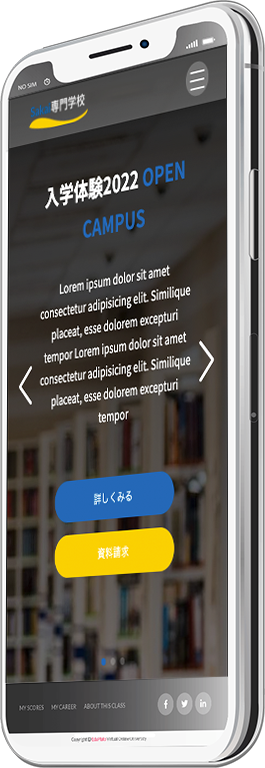 NO SIM
専門学校
入学体験2022 OPEN
CAMPUS
Lorem ipsum dolor sit amet
consectetur adipisicing elit. Similique
placeat, esse dolorem excepturi
tempor Lorem ipsum dolor sit amet
consectetur adipisicing elit. Similique
placeat, esse dolorem excepturi
tempor
詳しくみる
資料請求
MY SCORES MY CAREER ABOUT THIS CLASS
f in
Copyright